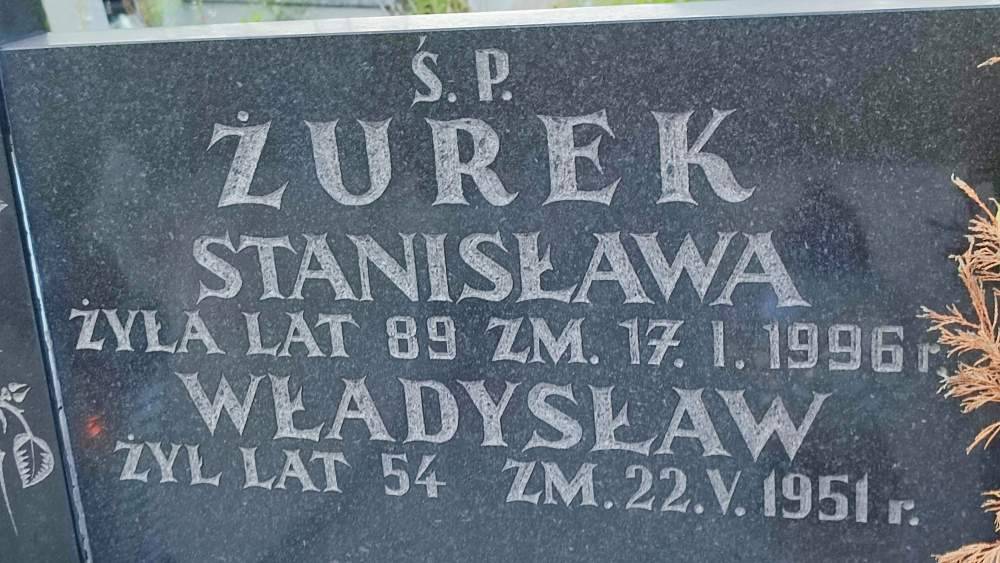 Ś. P.
ŻUREK
STANISŁAWA
ŻYŁA LAT 89 ZM. 17. I. 1996 r.
WŁADYSŁAW
ŻYŁ LAT 54 ZM. 22. V. 1951 r.